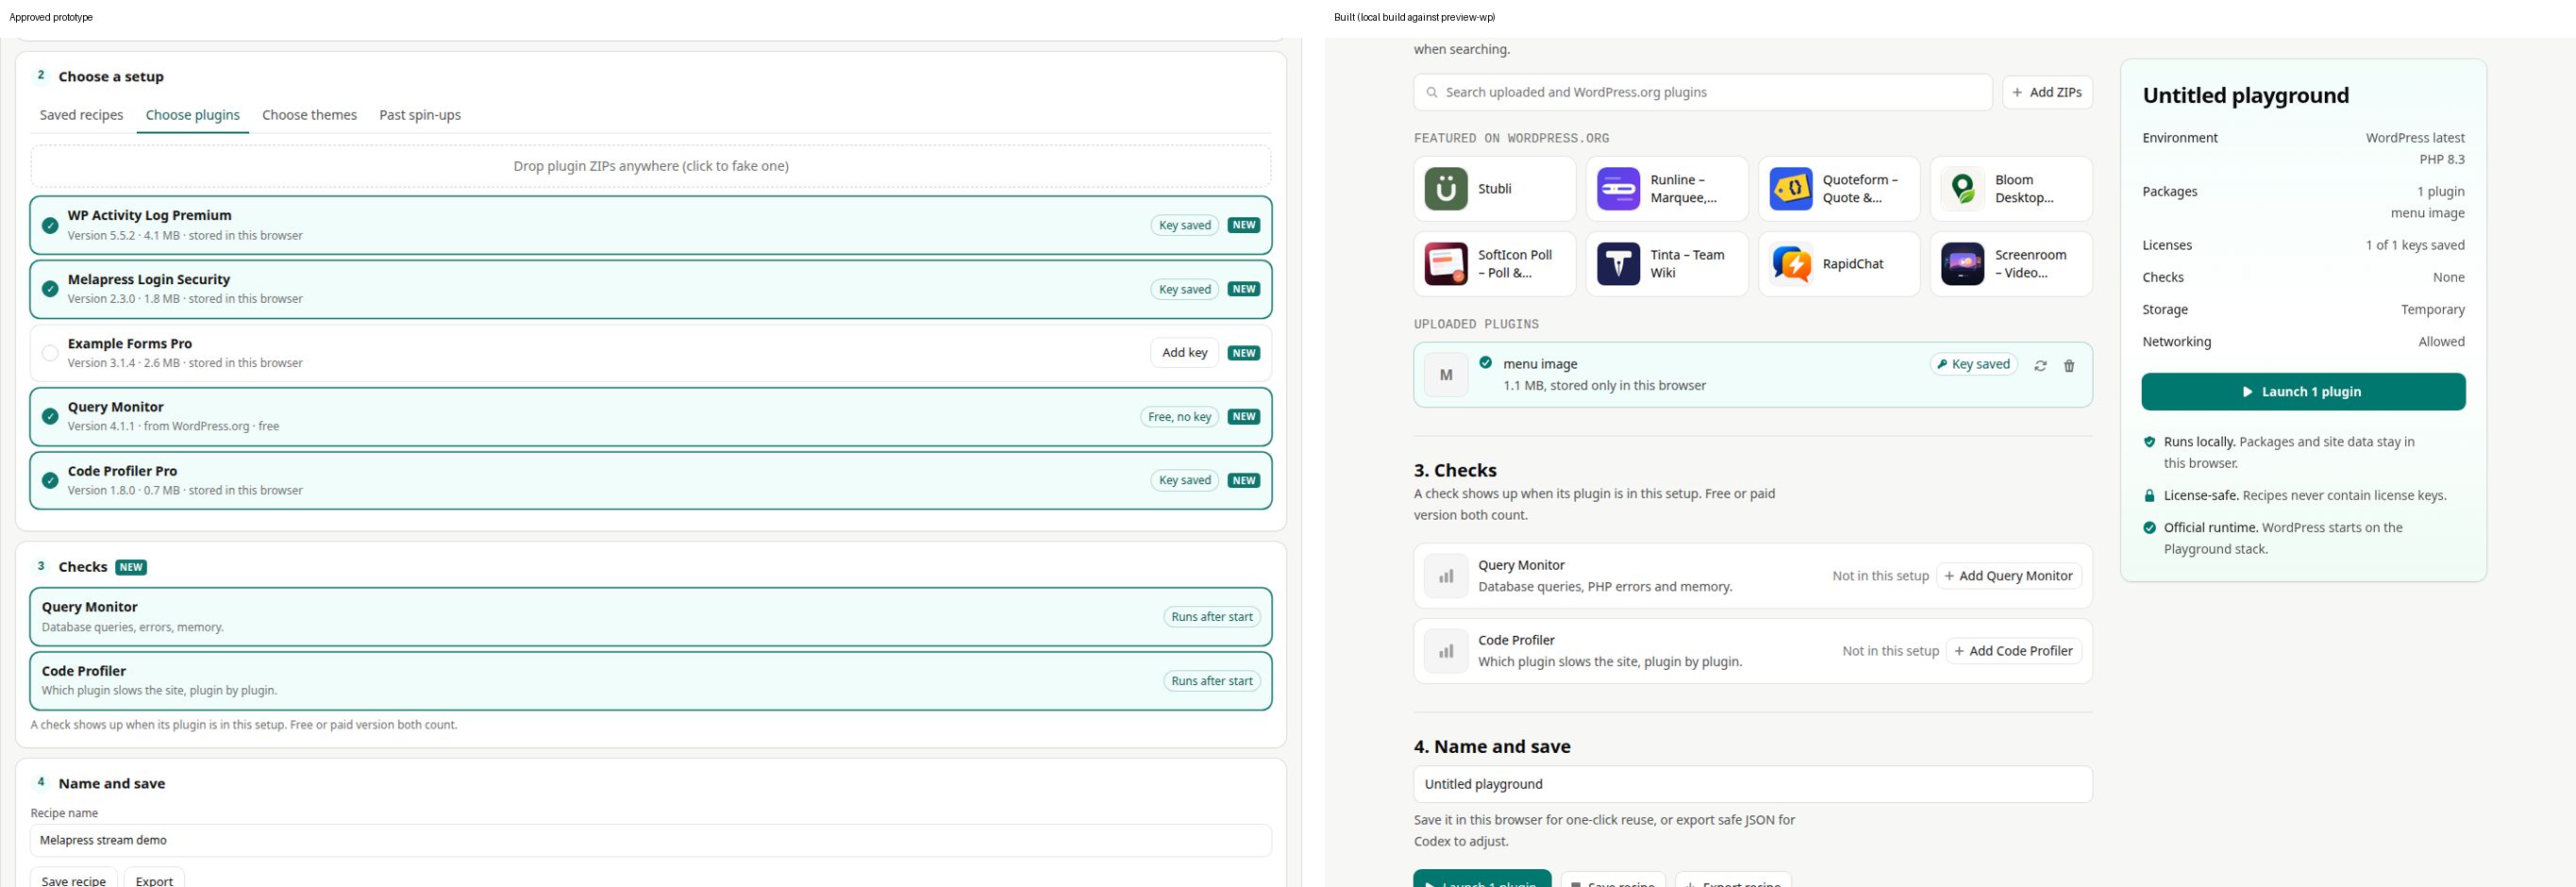 Approved prototype
2 Choose a setup
Saved recipes Choose plugins Choose themes Past spin-ups
Drop plugin ZIPs anywhere (click to fake one)
WP Activity Log Premium
Version 5.5.2 · 4.1 MB · stored in this browser
Key saved NEW
Melapress Login Security
Version 2.3.0 · 1.8 MB · stored in this browser
Key saved NEW
Example Forms Pro
Version 3.1.4 · 2.6 MB · stored in this browser
Add key NEW
Query Monitor
Version 4.1.1 · from WordPress.org · free
Free, no key NEW
Code Profiler Pro
Version 1.8.0 · 0.7 MB · stored in this browser
Key saved NEW
3 Checks NEW
Query Monitor
Database queries, errors, memory.
Runs after start
Code Profiler
Which plugin slows the site, plugin by plugin.
Runs after start
A check shows up when its plugin is in this setup. Free or paid version both count.
4 Name and save
Recipe name
Melapress stream demo
Save recipe Export
Built (local build against preview-wp)
when searching.
Search uploaded and WordPress.org plugins
+ Add ZIPs
FEATURED ON WORDPRESS.ORG
Stubli
Runline –
Marquee,...
Quoteform –
Quote &...
Bloom
Desktop...
SoftIcon Poll
– Poll &...
Tinta – Team
Wiki
RapidChat
Screenroom
– Video...
UPLOADED PLUGINS
M
menu image
1.1 MB, stored only in this browser
Key saved
3. Checks
A check shows up when its plugin is in this setup. Free or paid
version both count.
Query Monitor
Database queries, PHP errors and memory.
Not in this setup + Add Query Monitor
Code Profiler
Which plugin slows the site, plugin by plugin.
Not in this setup + Add Code Profiler
4. Name and save
Untitled playground
Save it in this browser for one-click reuse, or export safe JSON for
Codex to adjust.
Launch 1 plugin Save recipe Export recipe
Untitled playground
Environment WordPress latest
PHP 8.3
Packages 1 plugin
menu image
Licenses 1 of 1 keys saved
Checks None
Storage Temporary
Networking Allowed
Launch 1 plugin
Runs locally. Packages and site data stay in
this browser.
License-safe. Recipes never contain license keys.
Official runtime. WordPress starts on the
Playground stack.